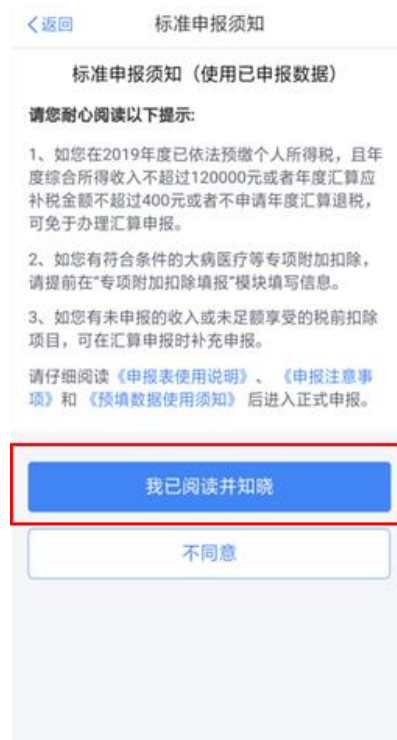 〈返回 标准申报须知
标准申报须知（使用已申报数据）
请您耐心阅读以下提示:
1、如您在2019年度已依法预缴个人所得税，且年
度综合所得收入不超过120000元或者年度汇算应
补税金额不超过400元或者不申请年度汇算退税，
可免于办理汇算申报。
2、如您有符合条件的大病医疗等专项附加扣除，
请提前在“专项附加扣除填报”模块填写信息。
3、如您有未申报的收入或未足额享受的税前扣除
项目，可在汇算申报时补充申报。
请仔细阅读《申报表使用说明》、《申报注意事
项》和《预填数据使用须知》后进入正式申报。
我已阅读并知晓
不同意